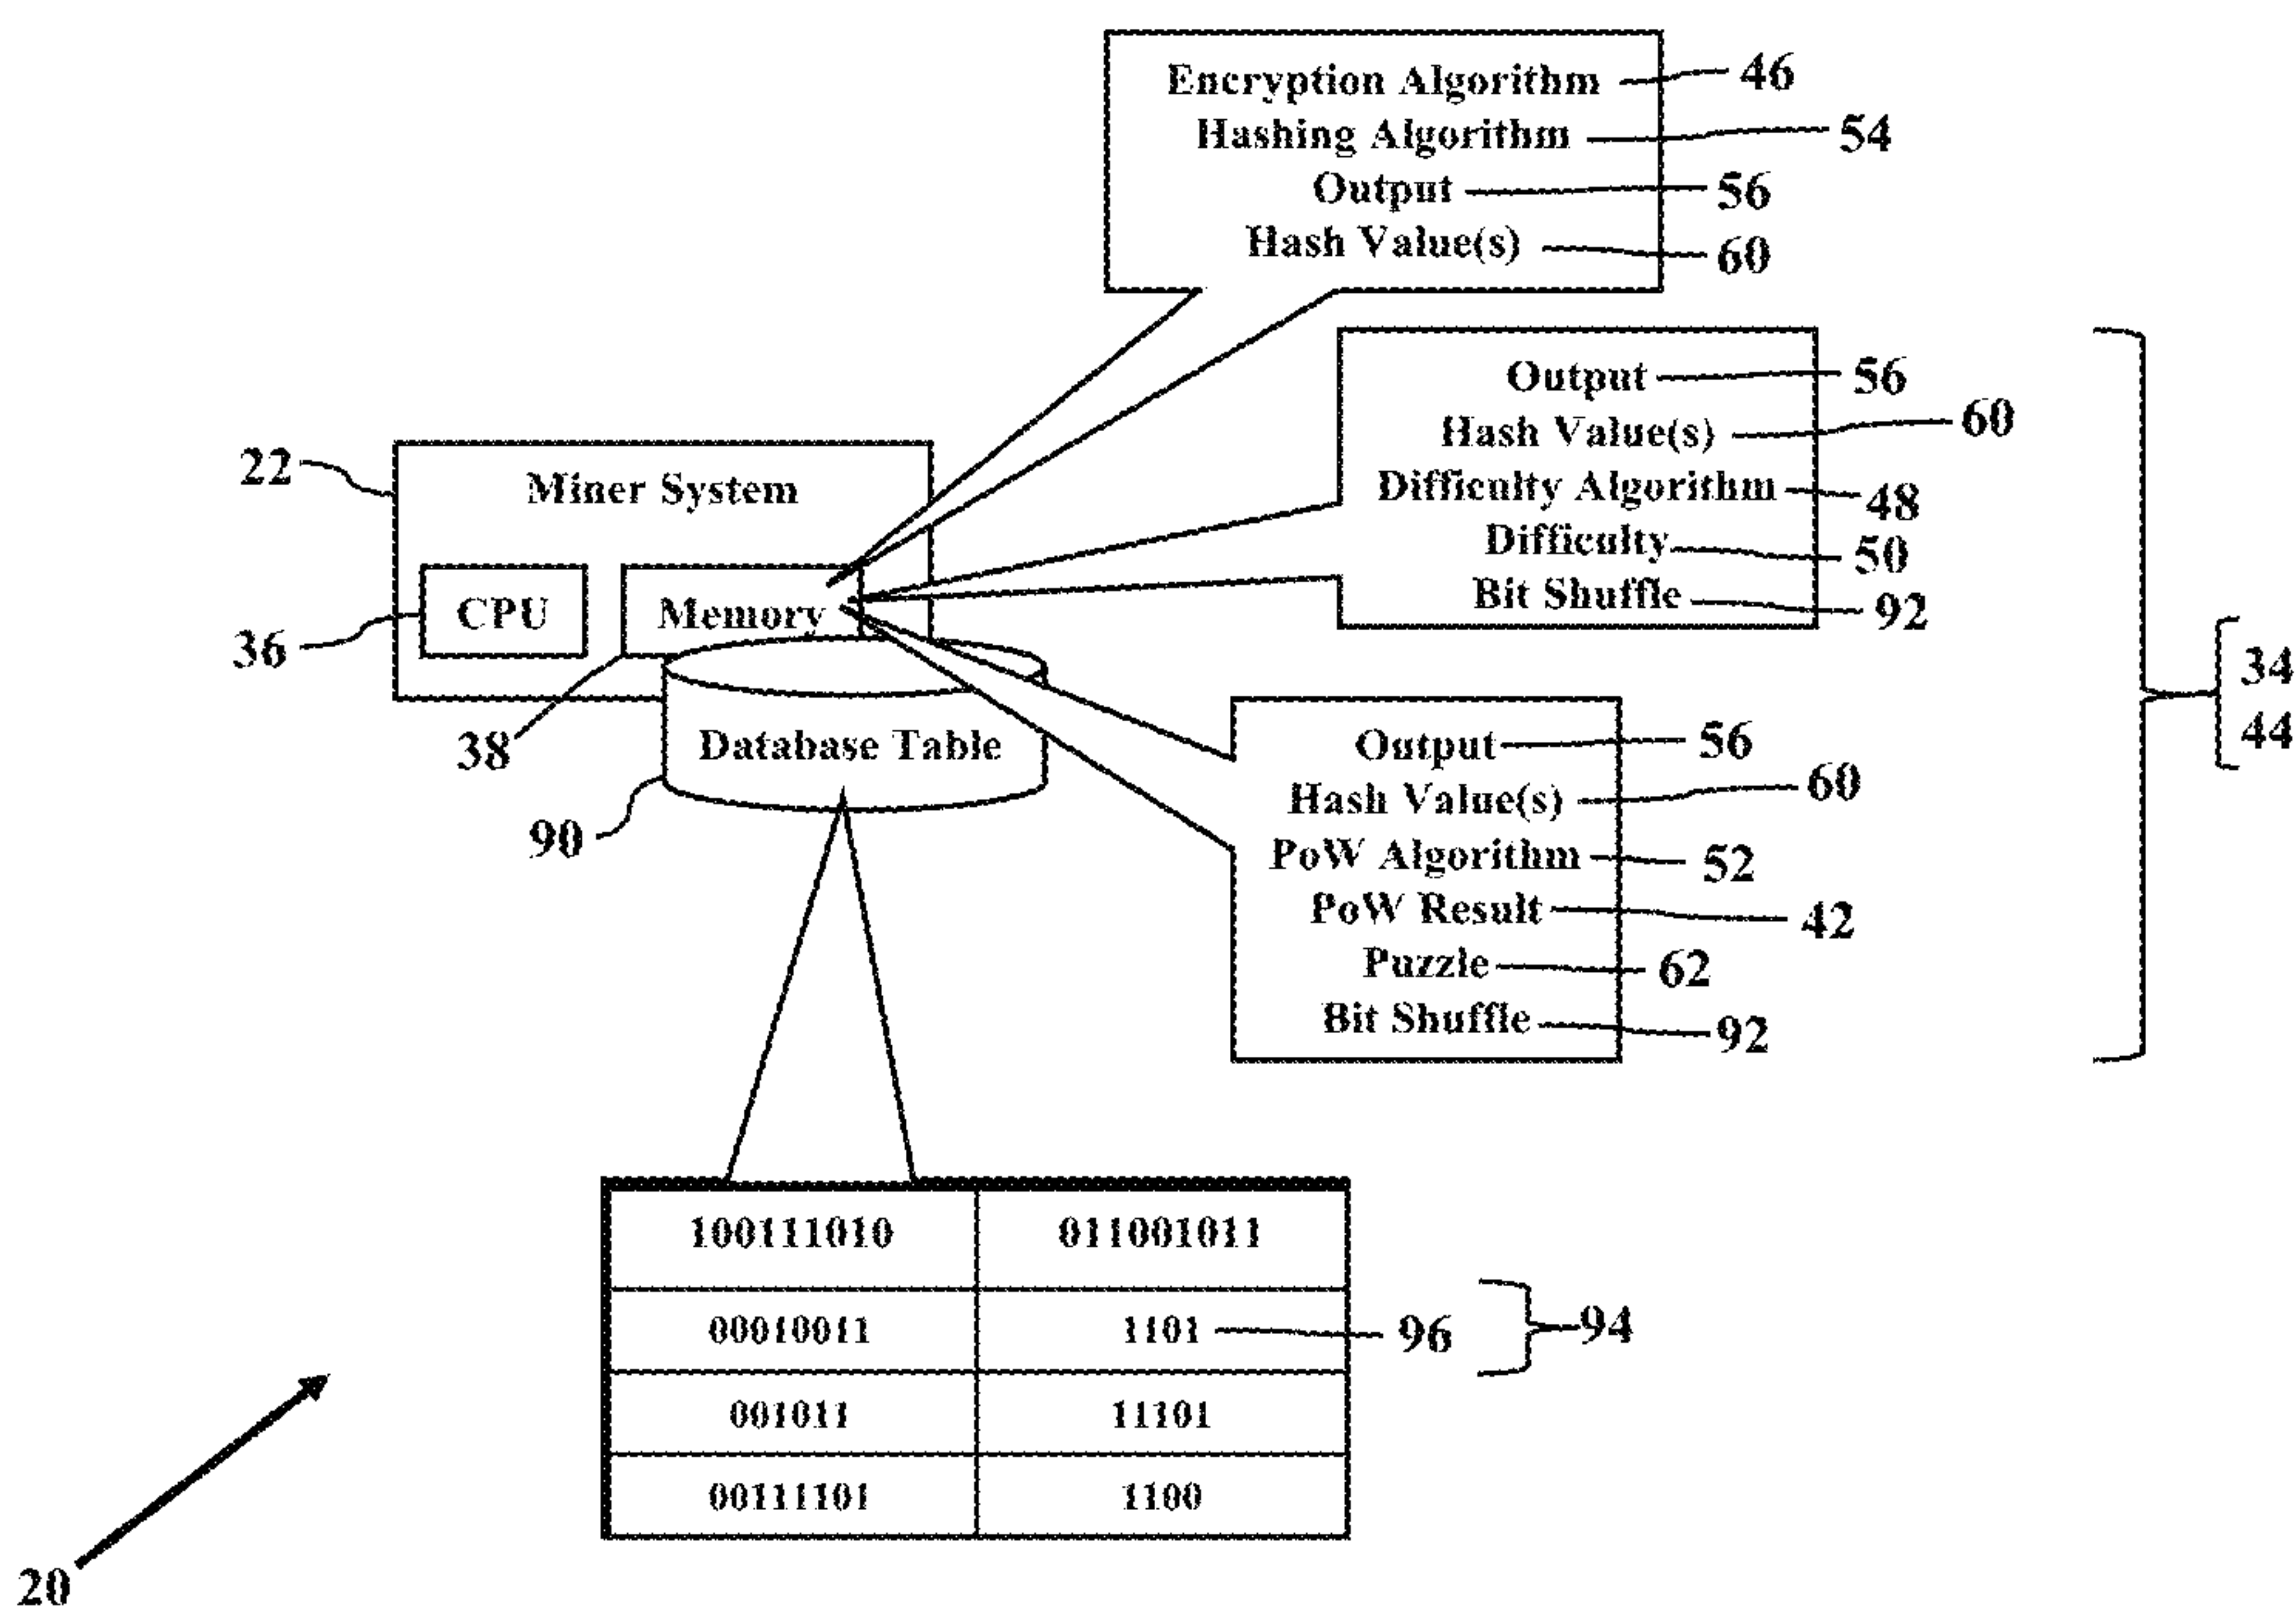 Encryption Algorithm 46
Hashing Algorithm 54
Output 56
Hash Value(s) 60
Output 56
Hash Value(s) 60
Difficulty Algorithm 48
Difficulty 50
Bit Shuffle 92
34
44
22 Miner System
36 CPU Memory
38
Database Table
90
Output 56
Hash Value(s) 60
PoW Algorithm 52
PoW Result 42
Puzzle 62
Bit Shuffle 92
100111010 011001011
00010011 1101 96 94
001011 11101
00111101 1100
20